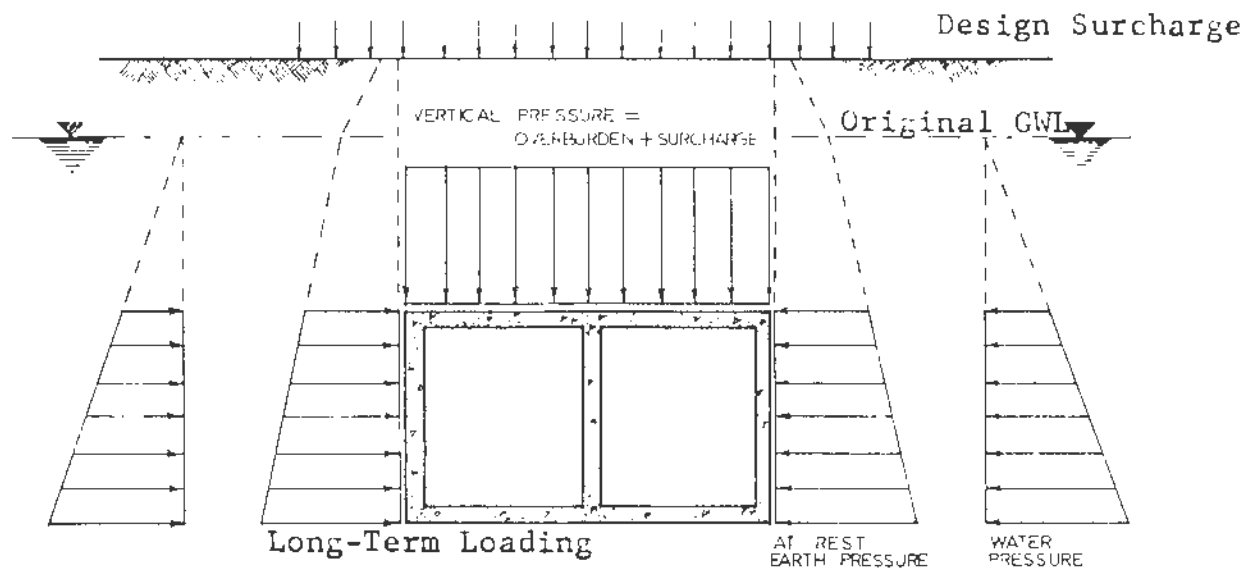 Design Surcharge
VERTICAL PRESSURE =
OVERBURDEN + SURCHARGE
Original GWL
Long-Term Loading
AT REST
EARTH PRESSURE
WATER
PRESSURE